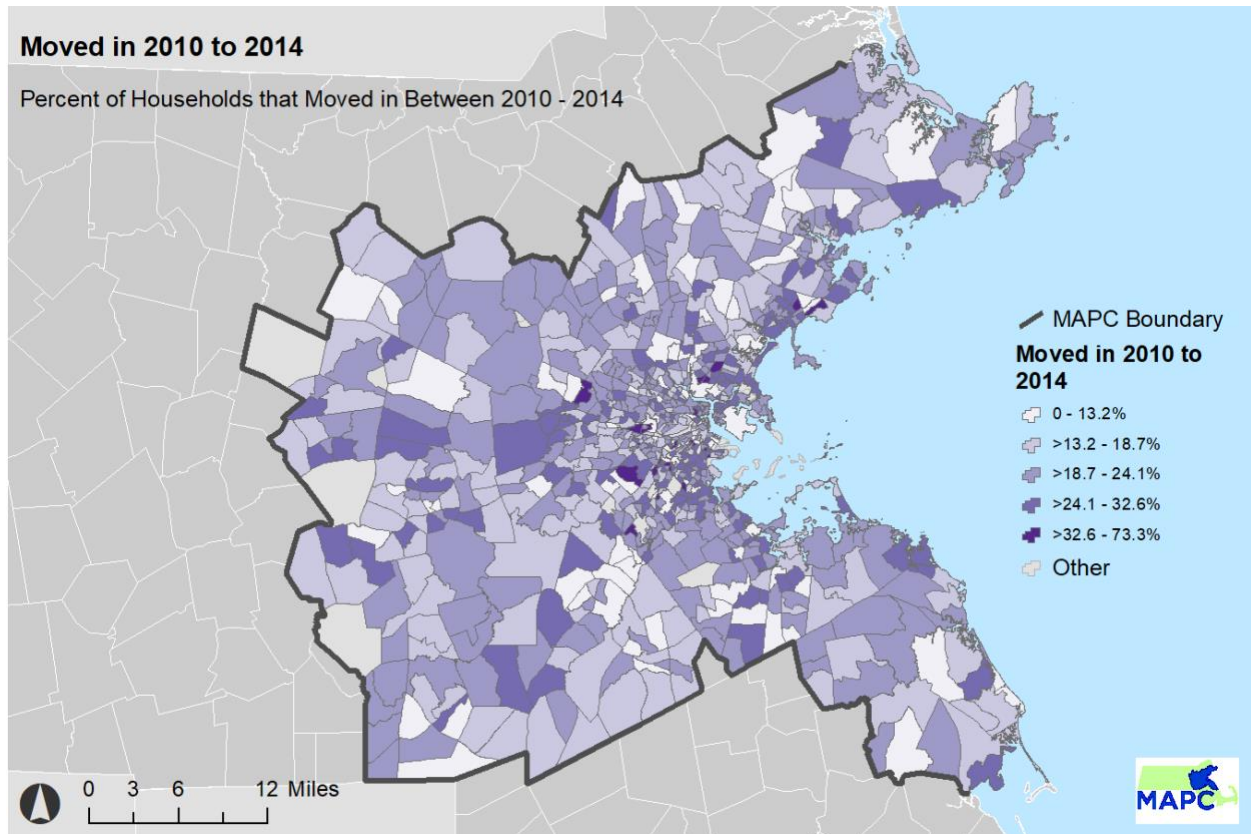 Moved in 2010 to 2014
Percent of Households that Moved in Between 2010 - 2014
MAPC Boundary
Moved in 2010 to
2014
0 - 13.2%
>13.2 - 18.7%
>18.7 - 24.1%
>24.1 - 32.6%
>32.6 - 73.3%
Other
0 3 6 12 Miles
MAPC